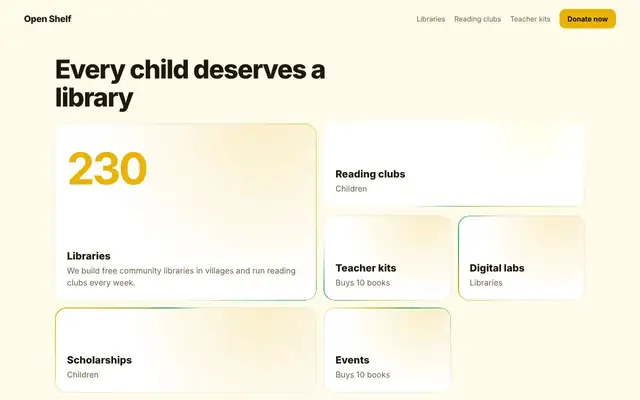 Open Shelf
Libraries
Reading clubs
Teacher kits
Donate now
Every child deserves a
library
230
Libraries
We build free community libraries in villages and run reading
clubs every week.
Reading clubs
Children
Teacher kits
Buys 10 books
Digital labs
Libraries
Scholarships
Children
Events
Buys 10 books